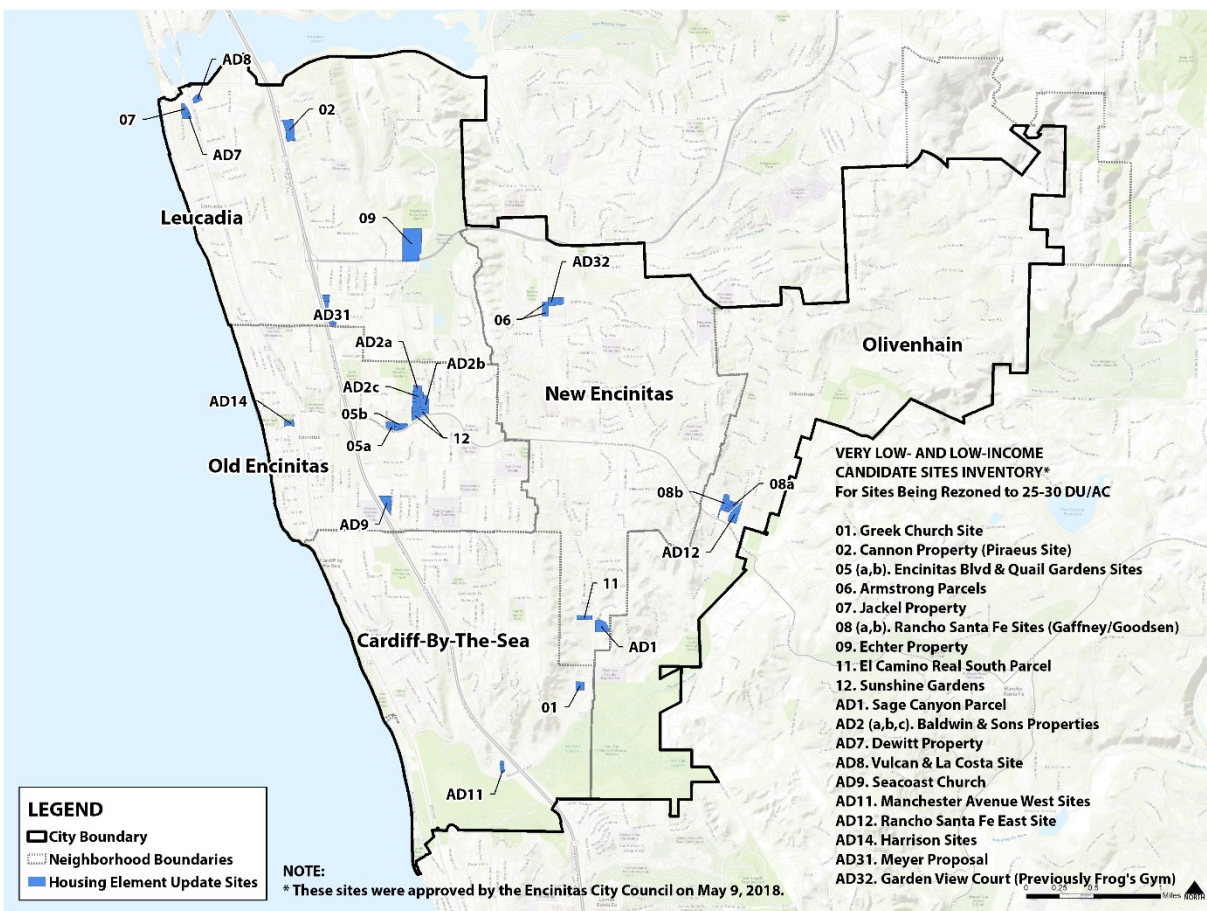 AD8
07
02
AD7
Leucadia
09
AD32
06
AD31
AD2a
AD2b
AD2c
Olivenhain
New Encinitas
AD14
05b
05a
12
Old Encinitas
08b
08a
AD9
AD12
11
Cardiff-By-The-Sea
AD1
01
AD11
VERY LOW- AND LOW-INCOME
CANDIDATE SITES INVENTORY*
For Sites Being Rezoned to 25-30 DU/AC
01. Greek Church Site
02. Cannon Property (Piraeus Site)
05 (a,b). Encinitas Blvd & Quail Gardens Sites
06. Armstrong Parcels
07. Jackel Property
08 (a,b). Rancho Santa Fe Sites (Gaffney/Goodsen)
09. Echter Property
11. El Camino Real South Parcel
12. Sunshine Gardens
AD1. Sage Canyon Parcel
AD2 (a,b,c). Baldwin & Sons Properties
AD7. Dewitt Property
AD8. Vulcan & La Costa Site
AD9. Seacoast Church
AD11. Manchester Avenue West Sites
AD12. Rancho Santa Fe East Site
AD14. Harrison Sites
AD31. Meyer Proposal
AD32. Garden View Court (Previously Frog's Gym)
LEGEND
City Boundary
Neighborhood Boundaries
Housing Element Update Sites
NOTE:
* These sites were approved by the Encinitas City Council on May 9, 2018.
0 0.25 0.5 1
Miles
NORTH